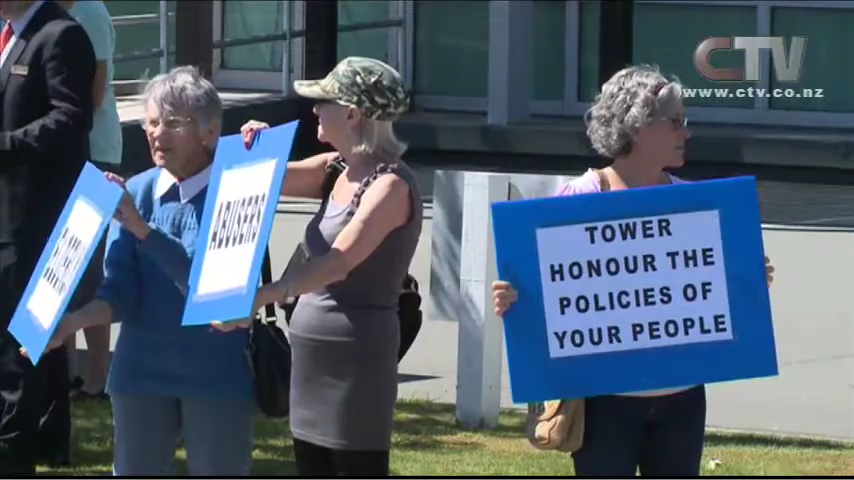 CTV
www.ctv.co.nz
ABUSERS
TOWER
HONOUR THE
POLICIES OF
YOUR PEOPLE